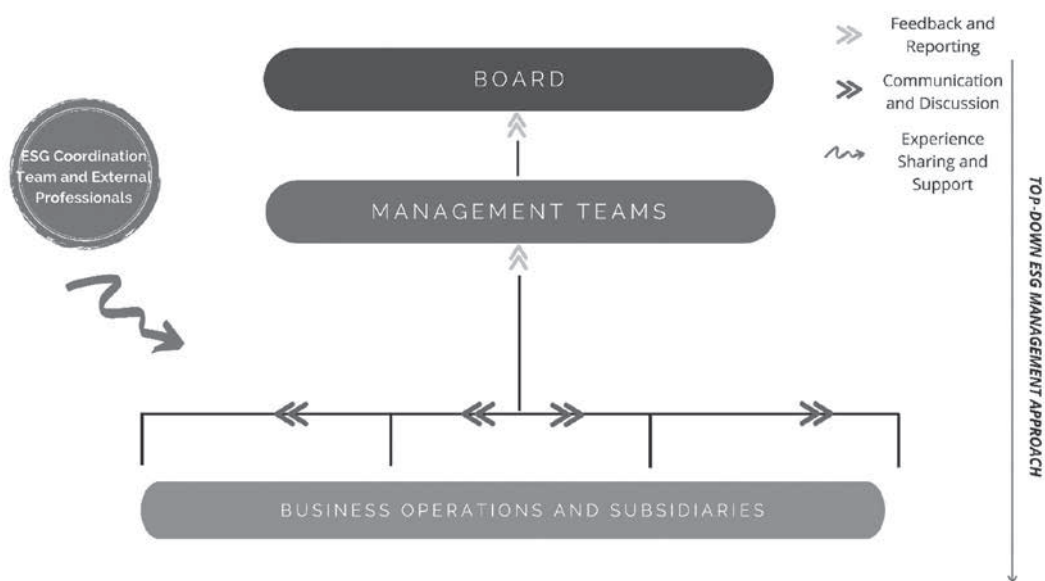 Feedback and
Reporting
BOARD
Communication
and Discussion
ESG Coordination
Team and External
Professionals
Experience
Sharing and
Support
MANAGEMENT TEAMS
TOP-DOWN ESG MANAGEMENT APPROACH
BUSINESS OPERATIONS AND SUBSIDIARIES